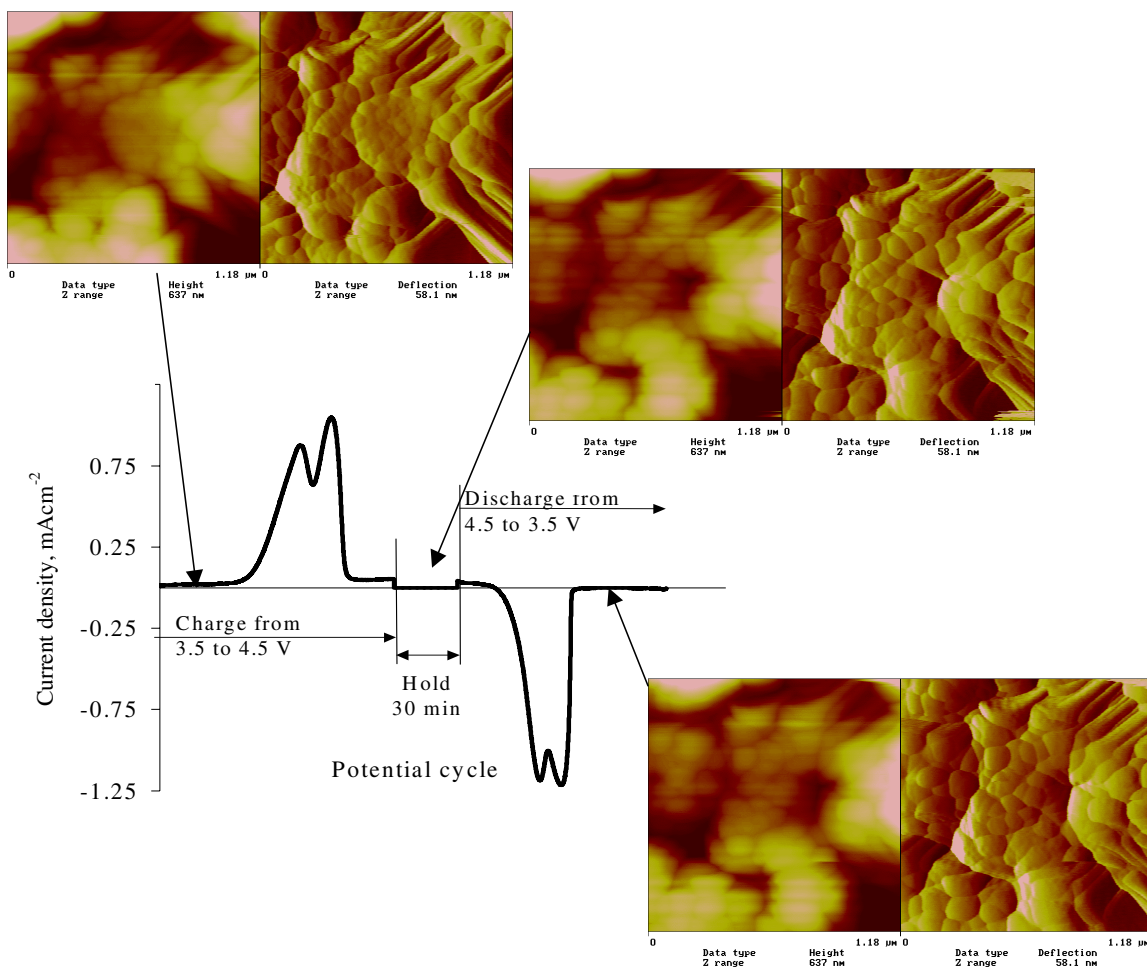 0 1.18 µm 0 1.18 µm
Data type Height Data type Deflection
Z range 637 nm Z range 58.1 nm
0 1.18 µm 0 1.18 µm
Data type Height Data type Deflection
Z range 637 nm Z range 58.1 nm
Current density, mAcm-2
0.75
0.25
-0.25
-0.75
-1.25
Discharge from
4.5 to 3.5 V
Charge from
3.5 to 4.5 V
Hold
30 min
Potential cycle
0 1.18 µm 0 1.18 µm
Data type Height Data type Deflection
Z range 637 nm Z range 58.1 nm